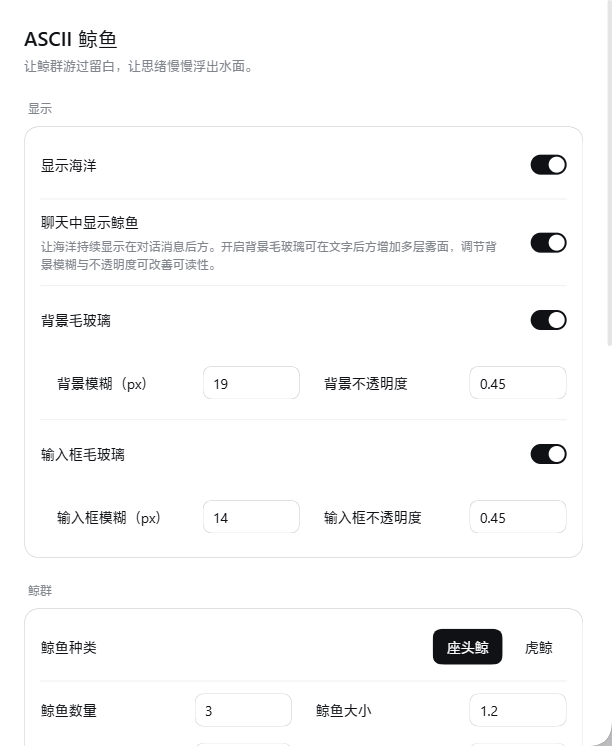 ASCII 鲸鱼
让鲸群游过留白，让思绪慢慢浮出水面。
显示
显示海洋
聊天中显示鲸鱼
让海洋持续显示在对话消息后方。开启背景毛玻璃可在文字后方增加多层雾面，调节背
景模糊与不透明度可改善可读性。
背景毛玻璃
背景模糊（px） 19 背景不透明度 0.45
输入框毛玻璃
输入框模糊（px） 14 输入框不透明度 0.45
鲸群
鲸鱼种类 座头鲸 虎鲸
鲸鱼数量 3 鲸鱼大小 1.2